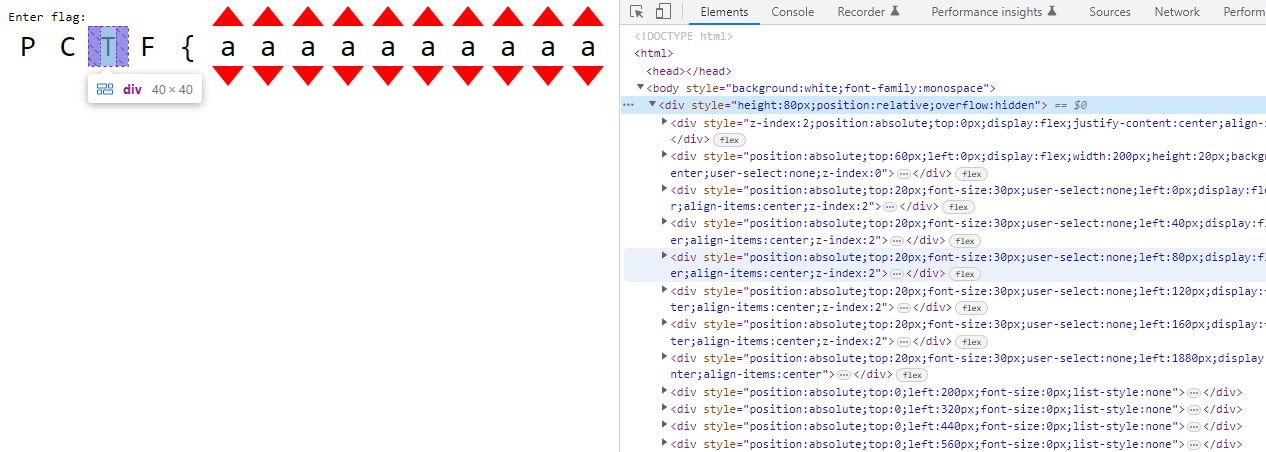 Enter flag:
P C T F { a a a a a a a a a a
div 40 × 40
Elements Console Recorder Performance insights Sources Network Perform
<!DOCTYPE html>
<html>
<head></head>
<body style="background:white;font-family:monospace">
<div style="height:80px;position:relative;overflow:hidden"> == $0
<div style="z-index:2;position:absolute;top:0px;display:flex;justify-content:center;align-i
</div> flex
<div style="position:absolute;top:60px;left:0px;display:flex;width:200px;height:20px;backg
enter;user-select:none;z-index:0"> … </div> flex
<div style="position:absolute;top:20px;font-size:30px;user-select:none;left:0px;display:fle
r;align-items:center;z-index:2"> … </div> flex
<div style="position:absolute;top:20px;font-size:30px;user-select:none;left:40px;display:fl
er;align-items:center;z-index:2"> … </div> flex
<div style="position:absolute;top:20px;font-size:30px;user-select:none;left:80px;display:fl
er;align-items:center;z-index:2"> … </div> flex
<div style="position:absolute;top:20px;font-size:30px;user-select:none;left:120px;display:
ter;align-items:center;z-index:2"> … </div> flex
<div style="position:absolute;top:20px;font-size:30px;user-select:none;left:160px;display:
ter;align-items:center;z-index:2"> … </div> flex
<div style="position:absolute;top:20px;font-size:30px;user-select:none;left:1880px;display
nter;align-items:center"> … </div> flex
<div style="position:absolute;top:0;left:200px;font-size:0px;list-style:none"> … </div>
<div style="position:absolute;top:0;left:320px;font-size:0px;list-style:none"> … </div>
<div style="position:absolute;top:0;left:440px;font-size:0px;list-style:none"> … </div>
<div style="position:absolute;top:0;left:560px;font-size:0px;list-style:none"> … </div>